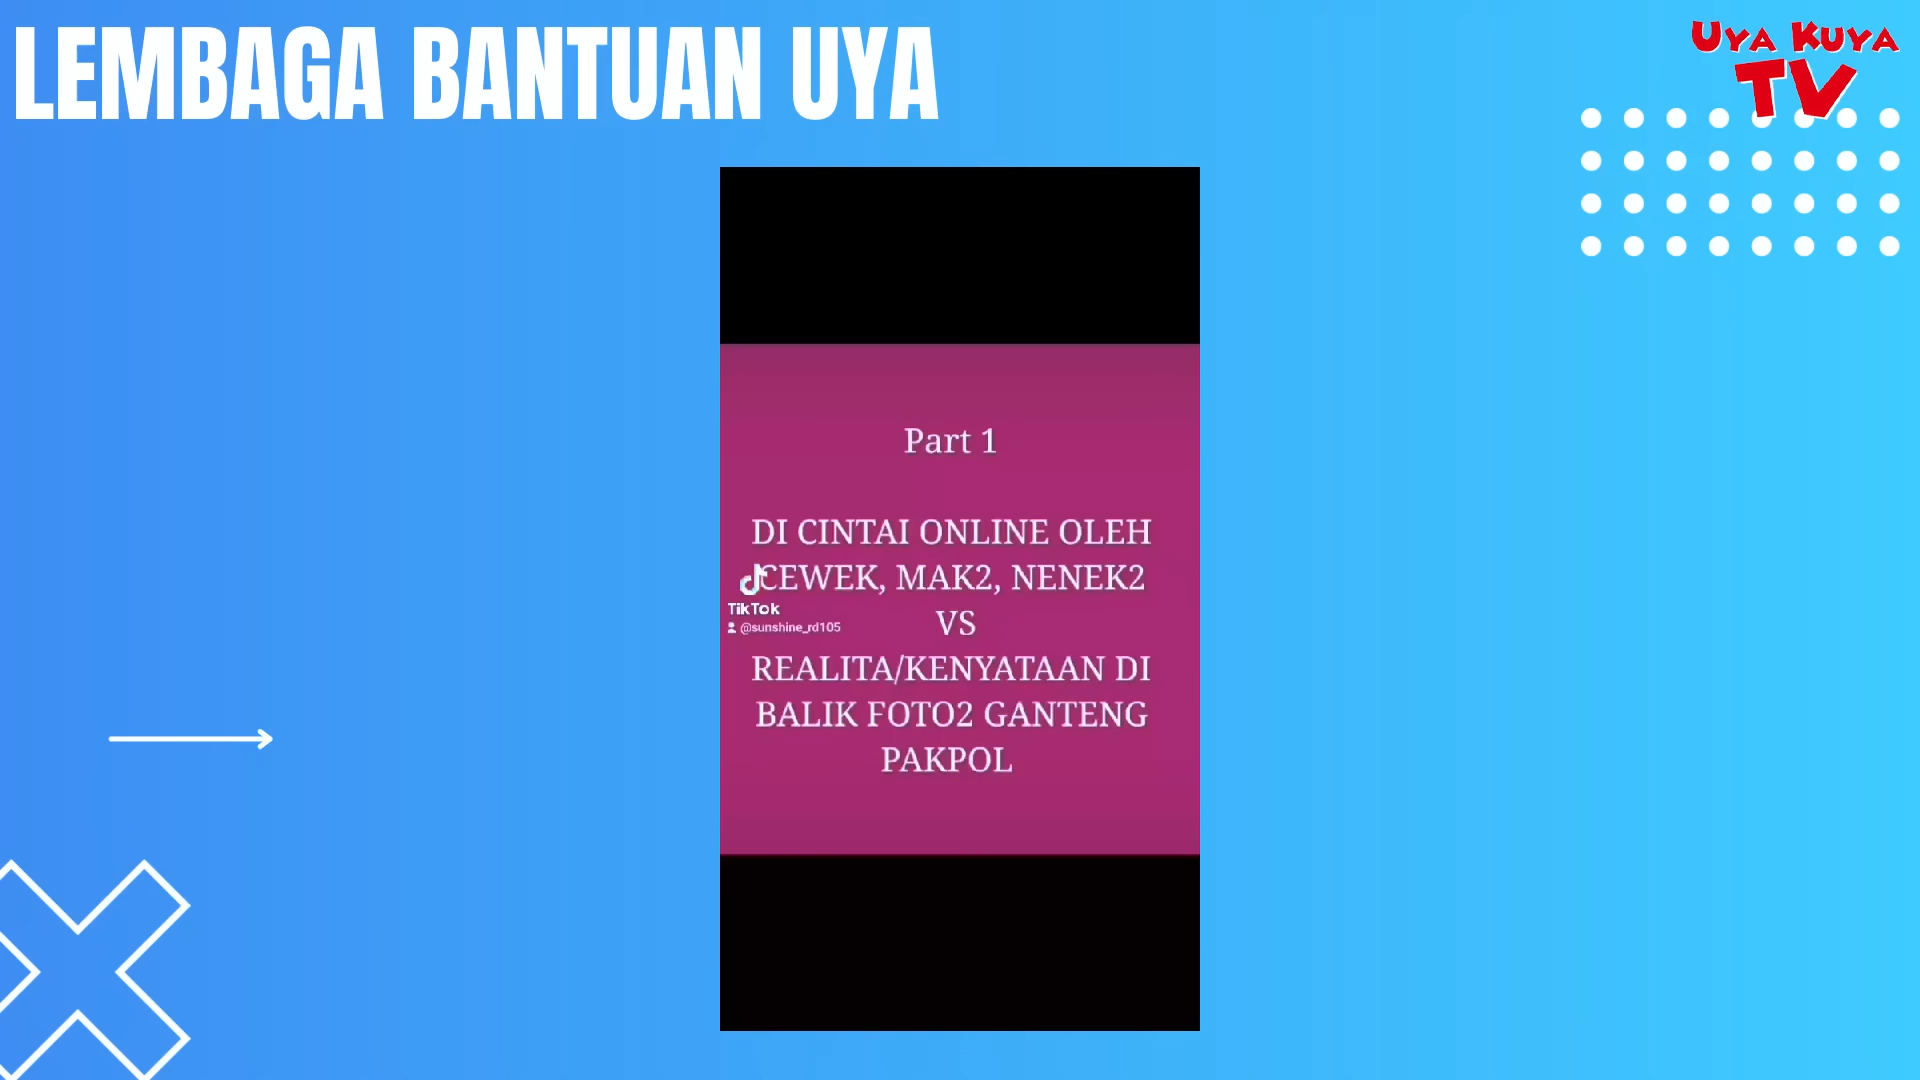 LEMBAGA BANTUAN UYA
UYA KUYA
TV
Part 1
DI CINTAI ONLINE OLEH
CEWEK, MAK2, NENEK2
VS
REALITA/KENYATAAN DI
BALIK FOTO2 GANTENG
PAKPOL
TikTok
@sunshine_rd105